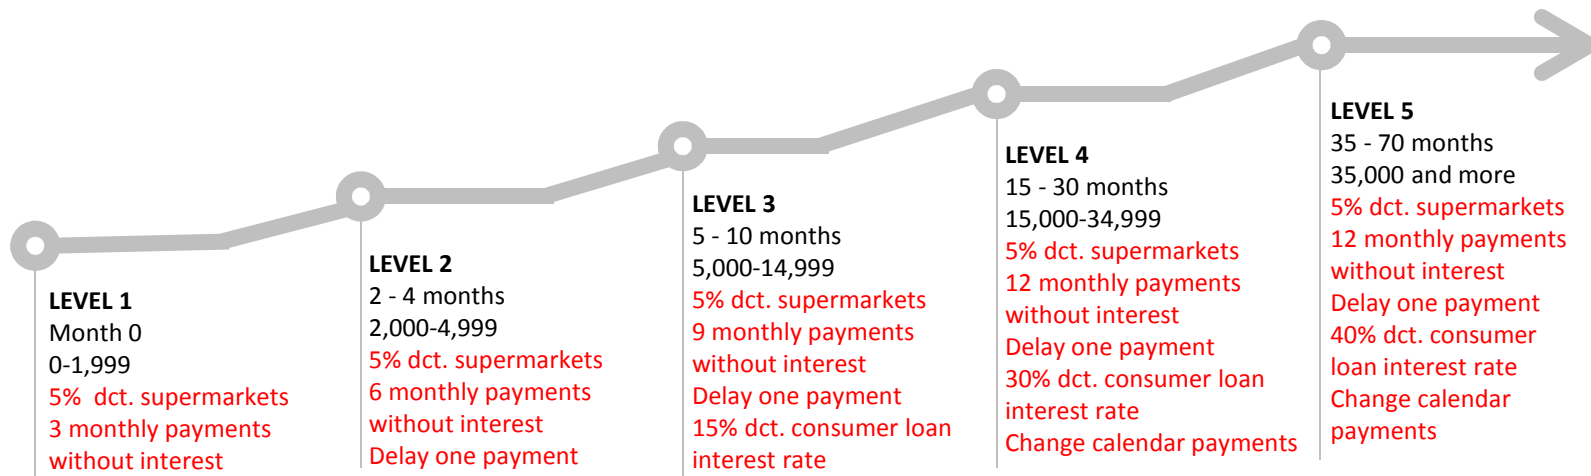 LEVEL 1
Month 0
0-1,999
5% dct. supermarkets
3 monthly payments
without interest
LEVEL 2
2 - 4 months
2,000-4,999
5% dct. supermarkets
6 monthly payments
without interest
Delay one payment
LEVEL 3
5 - 10 months
5,000-14,999
5% dct. supermarkets
9 monthly payments
without interest
Delay one payment
15% dct. consumer loan
interest rate
LEVEL 4
15 - 30 months
15,000-34,999
5% dct. supermarkets
12 monthly payments
without interest
Delay one payment
30% dct. consumer loan
interest rate
Change calendar payments
LEVEL 5
35 - 70 months
35,000 and more
5% dct. supermarkets
12 monthly payments
without interest
Delay one payment
40% dct. consumer
loan interest rate
Change calendar
payments